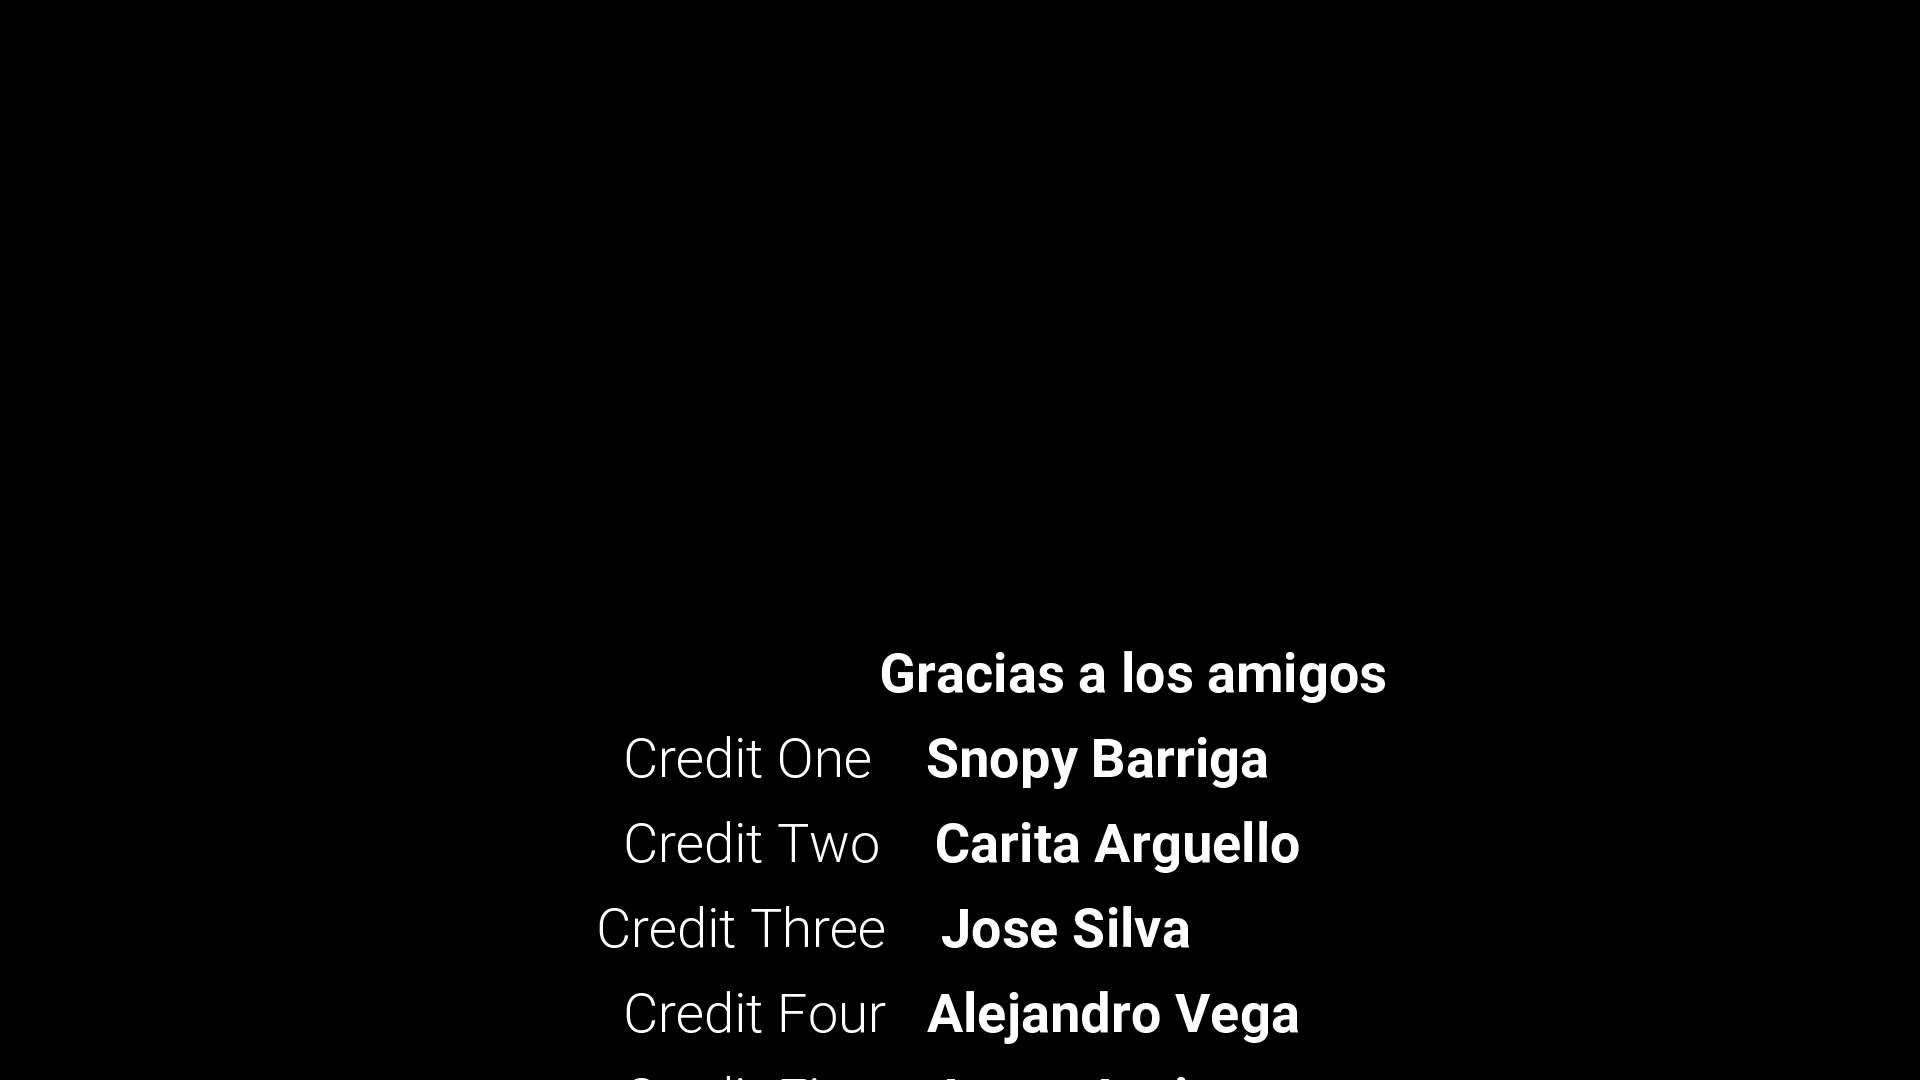 Gracias a los amigos
Credit One Snopy Barriga
Credit Two Carita Arguello
Credit Three Jose Silva
Credit Four Alejandro Vega
Credit